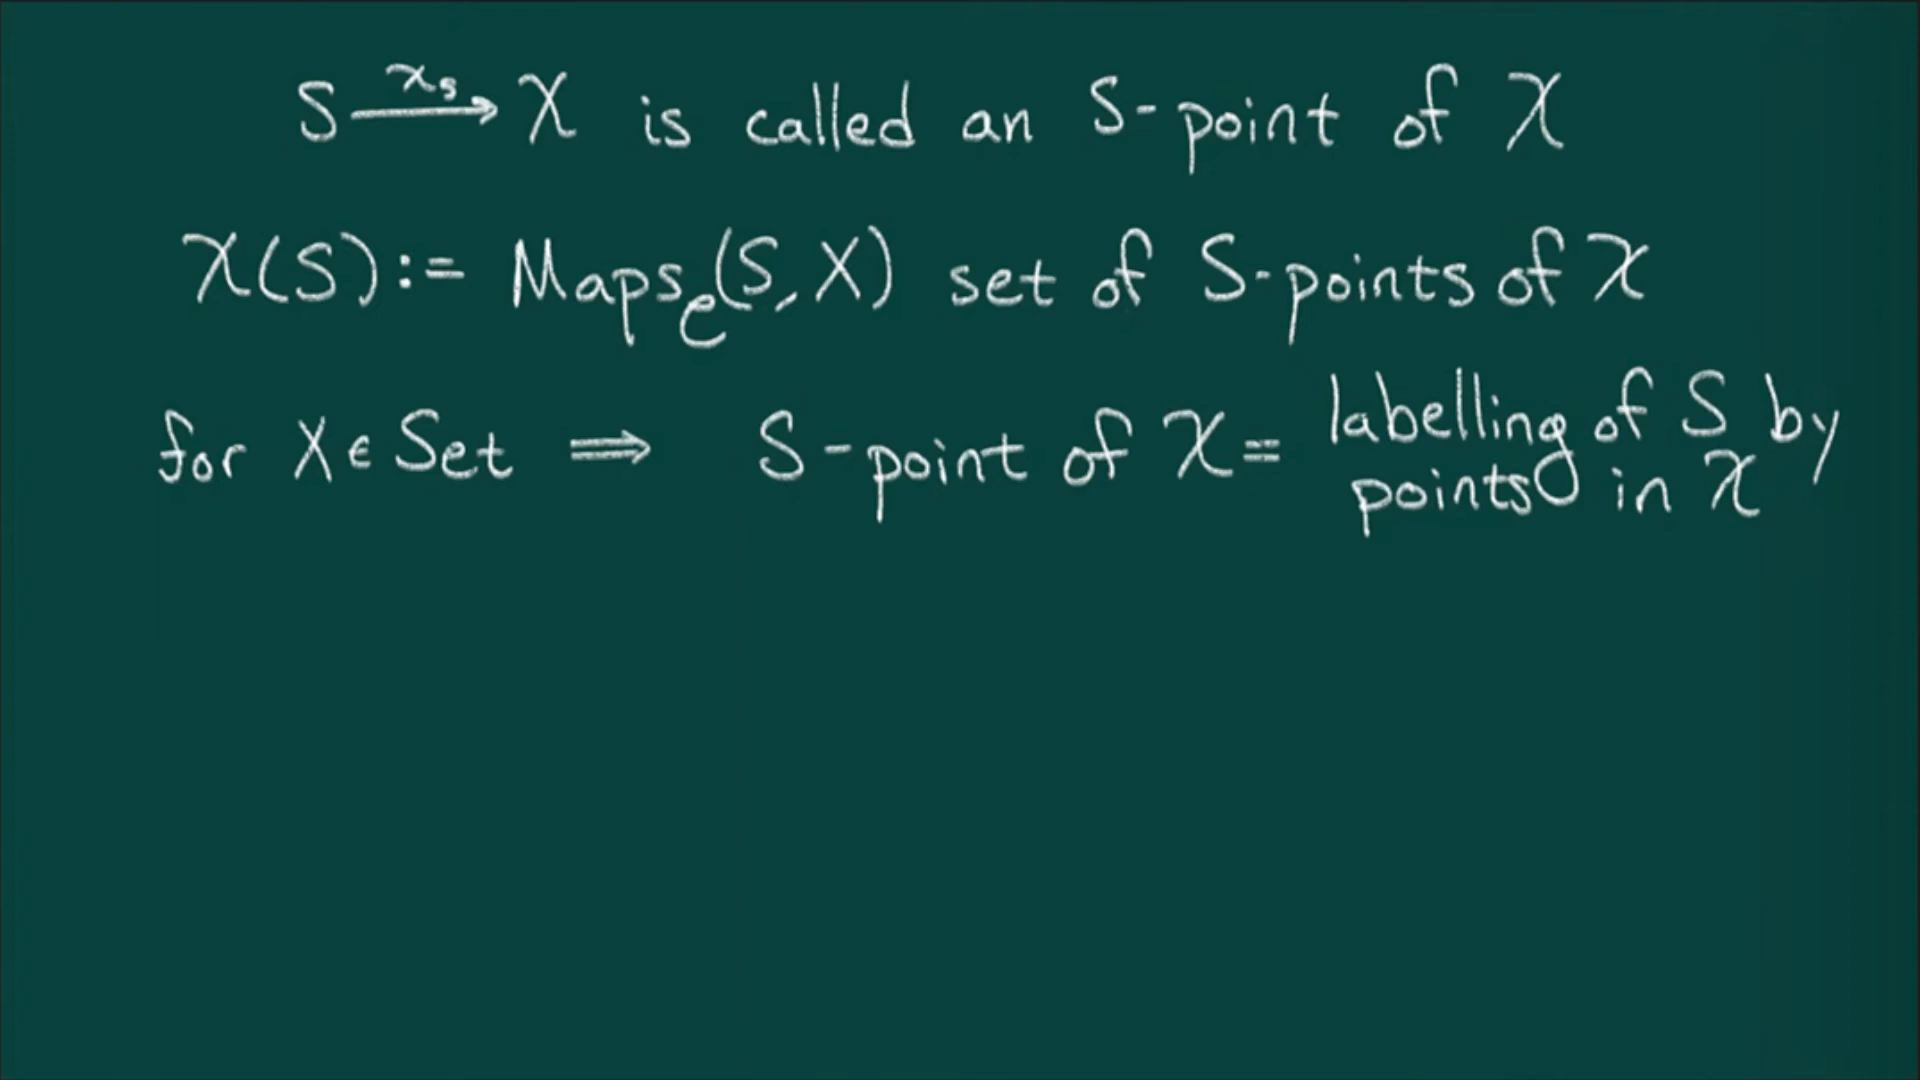 S \xrightarrow{x_S} X is called an S-point of X
X(S) := Maps_C(S, X) set of S-points of X
for X ∈ Set ⇒ S-point of X = labelling of S by
points in X